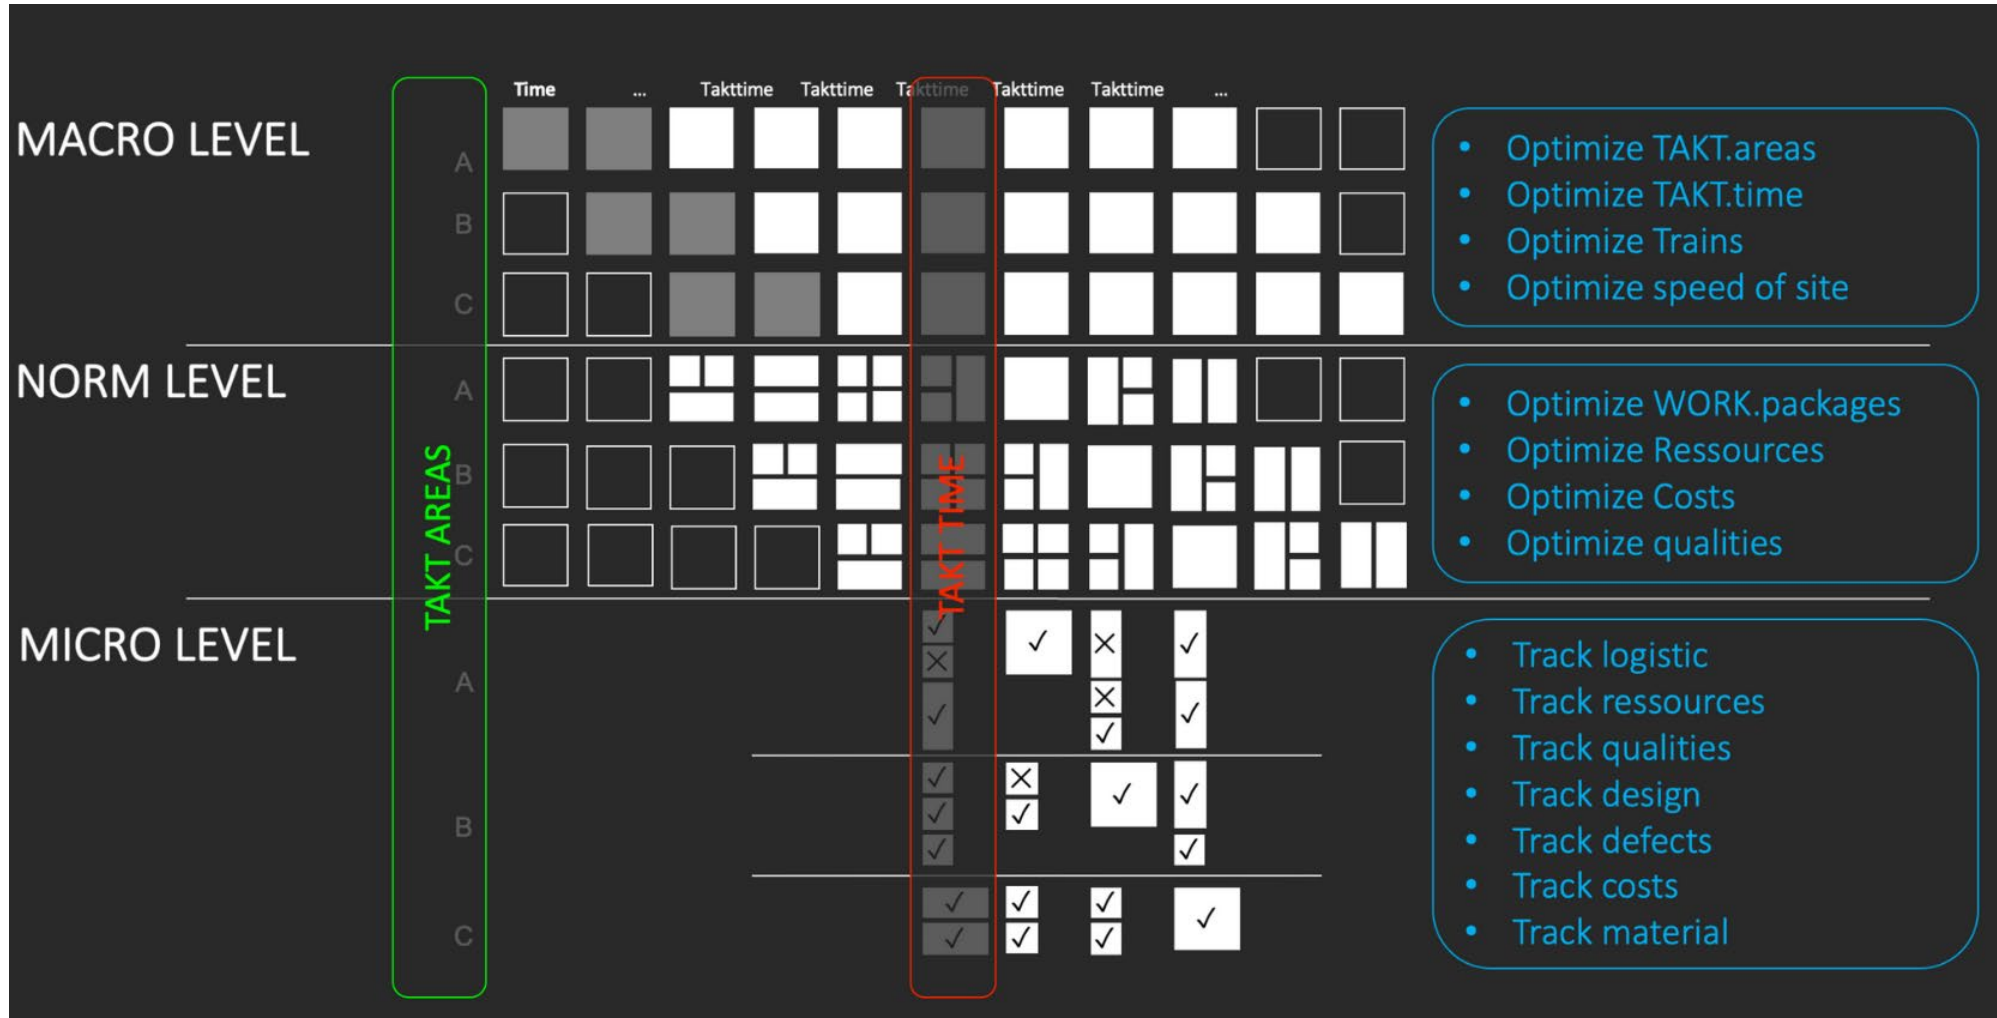 Time ... Takttime Takttime Takttime Takttime Takttime ...
MACRO LEVEL
A
B
C
• Optimize TAKT.areas
• Optimize TAKT.time
• Optimize Trains
• Optimize speed of site
NORM LEVEL
A
B
C
• Optimize WORK.packages
• Optimize Ressources
• Optimize Costs
• Optimize qualities
TAKT AREAS
TAKT TIME
MICRO LEVEL
A
B
C
• Track logistic
• Track ressources
• Track qualities
• Track design
• Track defects
• Track costs
• Track material